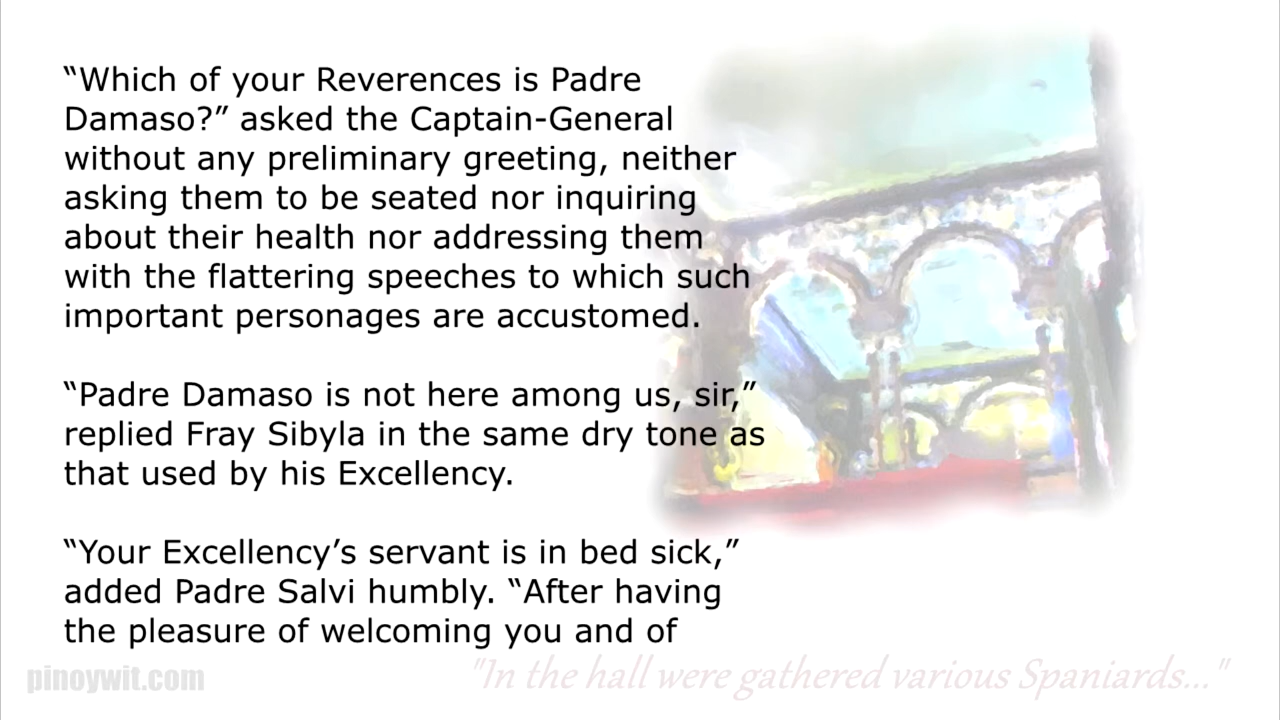 “Which of your Reverences is Padre
Damaso?” asked the Captain-General
without any preliminary greeting, neither
asking them to be seated nor inquiring
about their health nor addressing them
with the flattering speeches to which such
important personages are accustomed.
“Padre Damaso is not here among us, sir,”
replied Fray Sibyla in the same dry tone as
that used by his Excellency.
“Your Excellency’s servant is in bed sick,”
added Padre Salvi humbly. “After having
the pleasure of welcoming you and of
pinoywit.com
"In the hall were gathered various Spaniards..."